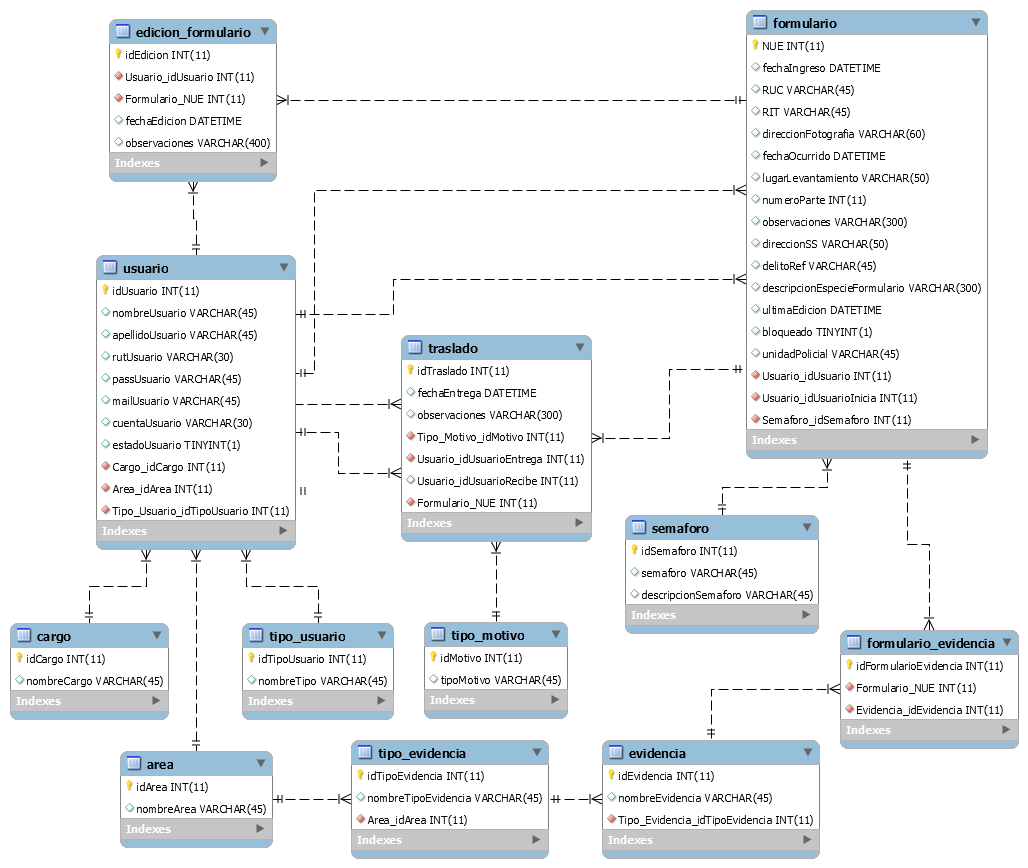 edicion_formulario
idEdicion INT(11)
Usuario_idUsuario INT(11)
Formulario_NUE INT(11)
fechaEdicion DATETIME
observaciones VARCHAR(400)
Indexes
formulario
NUE INT(11)
fechaIngreso DATETIME
RUC VARCHAR(45)
RIT VARCHAR(45)
direccionFotografia VARCHAR(60)
fechaOcurrido DATETIME
lugarLevantamiento VARCHAR(50)
numeroParte INT(11)
observaciones VARCHAR(300)
direccionSS VARCHAR(50)
delitoRef VARCHAR(45)
descripcionEspecieFormulario VARCHAR(300)
ultimaEdicion DATETIME
bloqueado TINYINT(1)
unidadPolicial VARCHAR(45)
Usuario_idUsuario INT(11)
Usuario_idUsuarioInicia INT(11)
Semaforo_idSemaforo INT(11)
Indexes
usuario
idUsuario INT(11)
nombreUsuario VARCHAR(45)
apellidoUsuario VARCHAR(45)
rutUsuario VARCHAR(30)
passUsuario VARCHAR(45)
mailUsuario VARCHAR(45)
cuentaUsuario VARCHAR(30)
estadoUsuario TINYINT(1)
Cargo_idCargo INT(11)
Area_idArea INT(11)
Tipo_Usuario_idTipoUsuario INT(11)
Indexes
traslado
idTraslado INT(11)
fechaEntrega DATETIME
observaciones VARCHAR(300)
Tipo_Motivo_idMotivo INT(11)
Usuario_idUsuarioEntrega INT(11)
Usuario_idUsuarioRecibe INT(11)
Formulario_NUE INT(11)
Indexes
semaforo
idSemaforo INT(11)
semaforo VARCHAR(45)
descripcionSemaforo VARCHAR(45)
Indexes
cargo
idCargo INT(11)
nombreCargo VARCHAR(45)
Indexes
tipo_usuario
idTipoUsuario INT(11)
nombreTipo VARCHAR(45)
Indexes
tipo_motivo
idMotivo INT(11)
tipoMotivo VARCHAR(45)
Indexes
formulario_evidencia
idFormularioEvidencia INT(11)
Formulario_NUE INT(11)
Evidencia_idEvidencia INT(11)
Indexes
area
idArea INT(11)
nombreArea VARCHAR(45)
Indexes
tipo_evidencia
idTipoEvidencia INT(11)
nombreTipoEvidencia VARCHAR(45)
Area_idArea INT(11)
Indexes
evidencia
idEvidencia INT(11)
nombreEvidencia VARCHAR(45)
Tipo_Evidencia_idTipoEvidencia INT(11)
Indexes